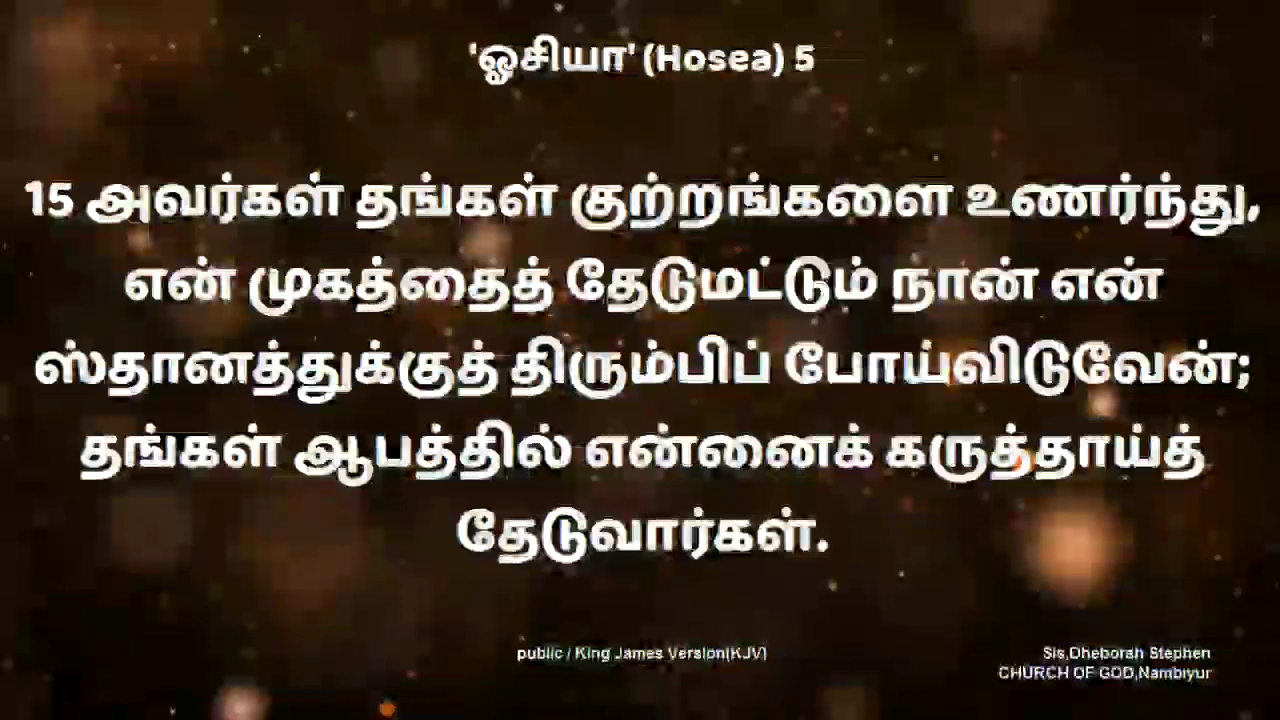 'ஓசியா' (Hosea) 5
15 அவர்கள் தங்கள் குற்றங்களை உணர்ந்து,
என் முகத்தைத் தேடுமட்டும் நான் என்
ஸ்தானத்துக்குத் திரும்பிப் போய்விடுவேன்;
தங்கள் ஆபத்தில் என்னைக் கருத்தாய்த்
தேடுவார்கள்.
public / King James Version(KJV)
Sis,Dheborah Stephen
CHURCH OF GOD,Nambiyur